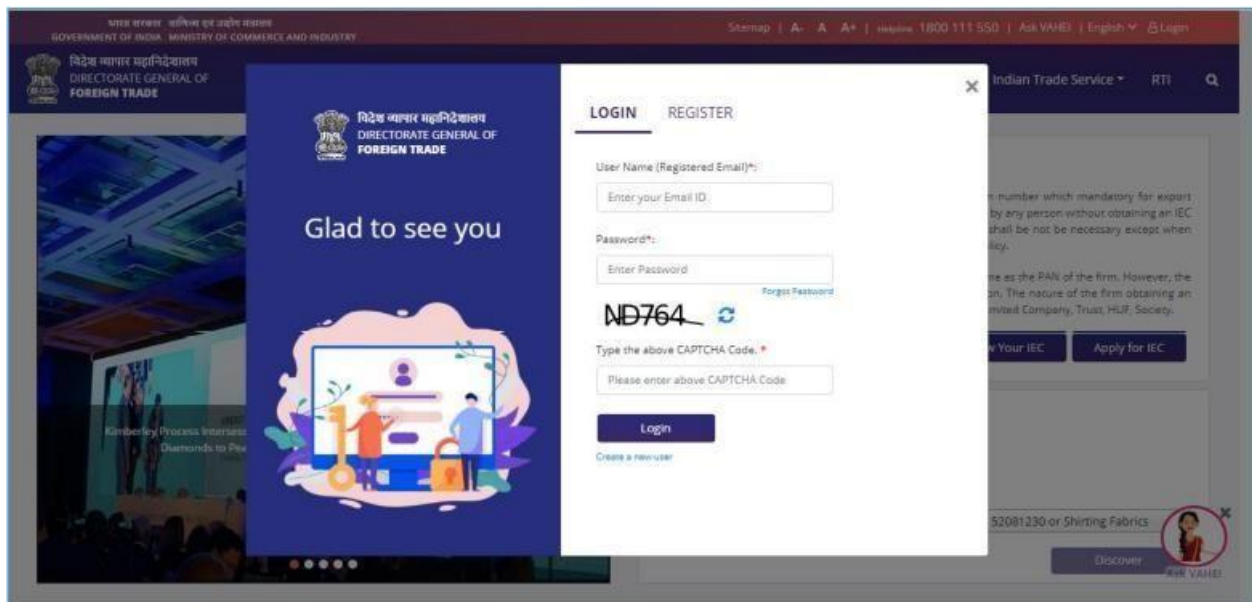 भारत सरकार वाणिज्य एवं उद्योग मंत्रालय
GOVERNMENT OF INDIA MINISTRY OF COMMERCE AND INDUSTRY
Sitemap | A- A A+ | Helpline 1800 111 550 | Ask VAHEI | English Login
विदेश व्यापार महानिदेशालय
DIRECTORATE GENERAL OF
FOREIGN TRADE
Indian Trade Service RTI
विदेश व्यापार महानिदेशालय
DIRECTORATE GENERAL OF
FOREIGN TRADE
Glad to see you
LOGIN REGISTER
×
User Name (Registered Email)*:
Enter your Email ID
Password*:
Enter Password
Forgot Password
ND764
Type the above CAPTCHA Code. *
Please enter above CAPTCHA Code
Login
Create a new user
number which mandatory for export
by any person without obtaining an IEC
shall be not be necessary except when
as the PAN of the firm. However, the
The nature of the firm obtaining an
Company, Trust, HUF, Society.
Your IEC Apply for IEC
Kimberley Process
Diamonds to
52081230 or Shirting Fabrics
Discover
Ask VAHEI